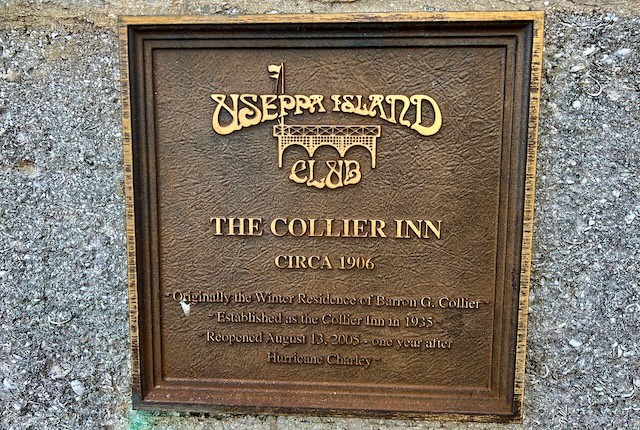 USEPPA ISLAND
CLUB
THE COLLIER INN
CIRCA 1906
~ Originally the Winter Residence of Barron G. Collier ~
~ Established as the Collier Inn in 1935 ~
Reopened August 13, 2005 - one year after
Hurricane Charley ~